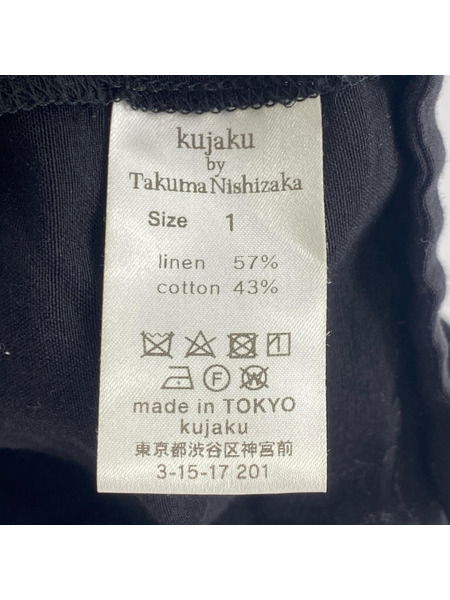 kujaku
by
Takuma Nishizaka
Size 1
linen 57%
cotton 43%
F W
made in TOKYO
kujaku
東京都渋谷区神宮前
3-15-17 201